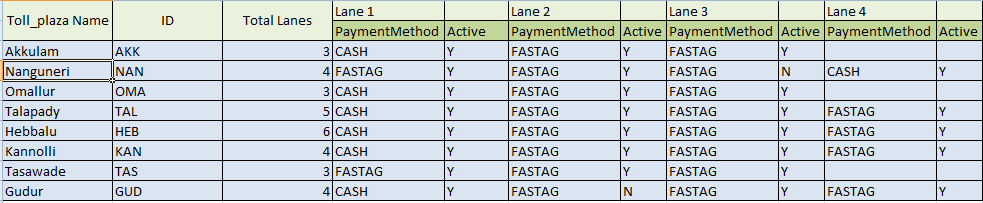 Toll_plaza Name ID Total Lanes Lane 1 Lane 2 Lane 3 Lane 4
PaymentMethod Active PaymentMethod Active PaymentMethod Active PaymentMethod Active
Akkulam AKK 3 CASH Y FASTAG Y FASTAG Y
Nanguneri NAN 4 FASTAG Y FASTAG Y FASTAG N CASH Y
Omallur OMA 3 CASH Y FASTAG Y FASTAG Y
Talapady TAL 5 CASH Y FASTAG Y FASTAG Y FASTAG Y
Hebbalu HEB 6 CASH Y FASTAG Y FASTAG Y FASTAG Y
Kannolli KAN 4 CASH Y FASTAG Y FASTAG Y FASTAG Y
Tasawade TAS 3 FASTAG Y FASTAG Y FASTAG Y
Gudur GUD 4 CASH Y FASTAG N FASTAG Y FASTAG Y